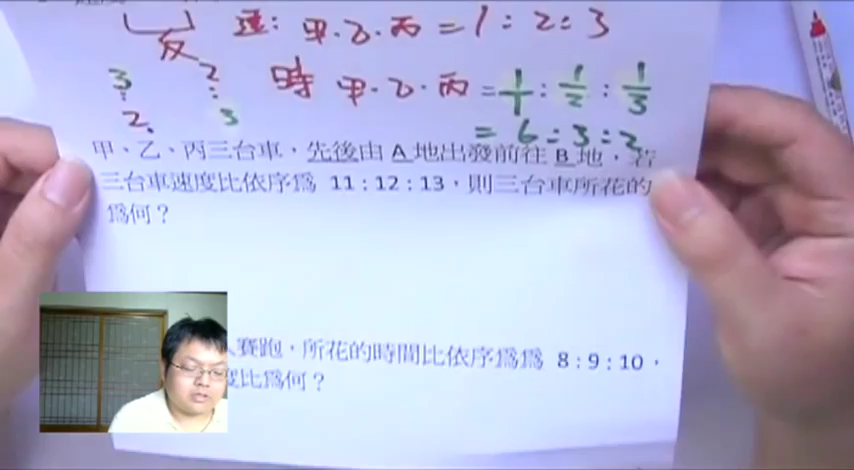 速: 甲.乙.丙 = 1 : 2 : 3
反
3 : 2
2 : 3
時 甲.乙.丙 = 1/1 : 1/2 : 1/3
= 6 : 3 : 2
甲、乙、丙三台車,先後由 A 地出發前往 B 地,若
三台車速度比依序為 11:12:13,則三台車所花的
為何?
賽跑,所花的時間比依序為為 8:9:10,
比為何?